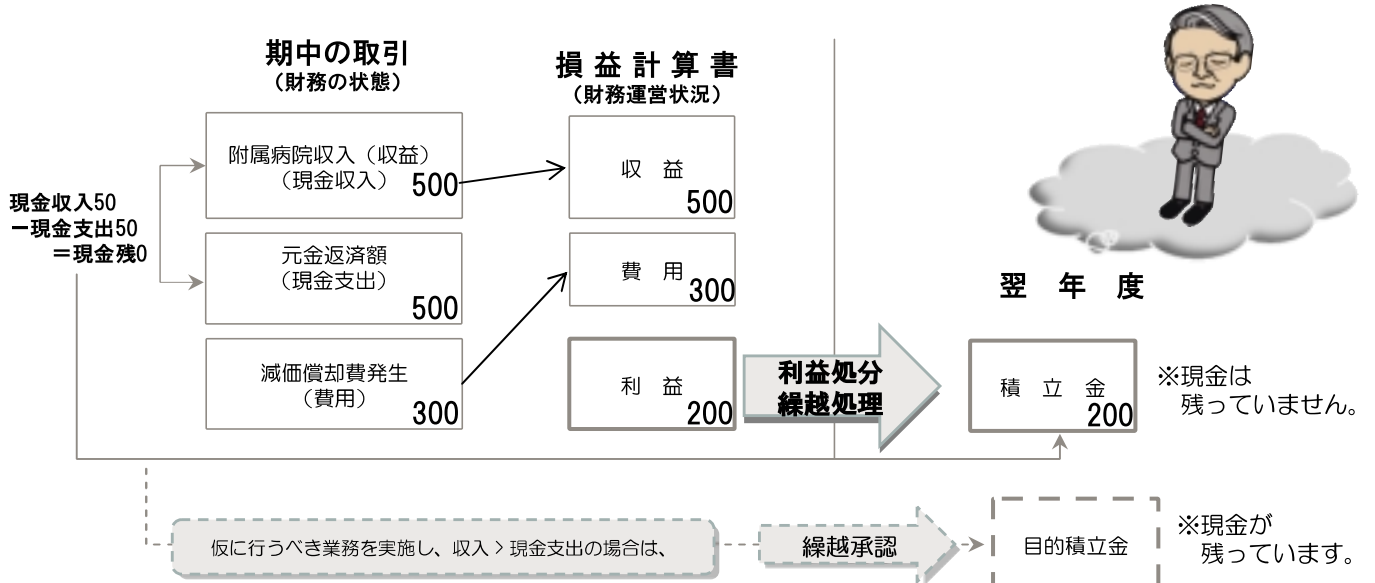 期中の取引
（財務の状態）
損益計算書
（財務運営状況）
現金収入50
－現金支出50
＝現金残0
附属病院収入（収益）
（現金収入）
500
元金返済額
（現金支出）
500
減価償却費発生
（費用）
300
収　益
500
費　用
300
利　益
200
利益処分
繰越処理
翌　年　度
積　立　金
200
※現金は
残っていません。
仮に行うべき業務を実施し、収入＞現金支出の場合は、
繰越承認
目的積立金
※現金が
残っています。